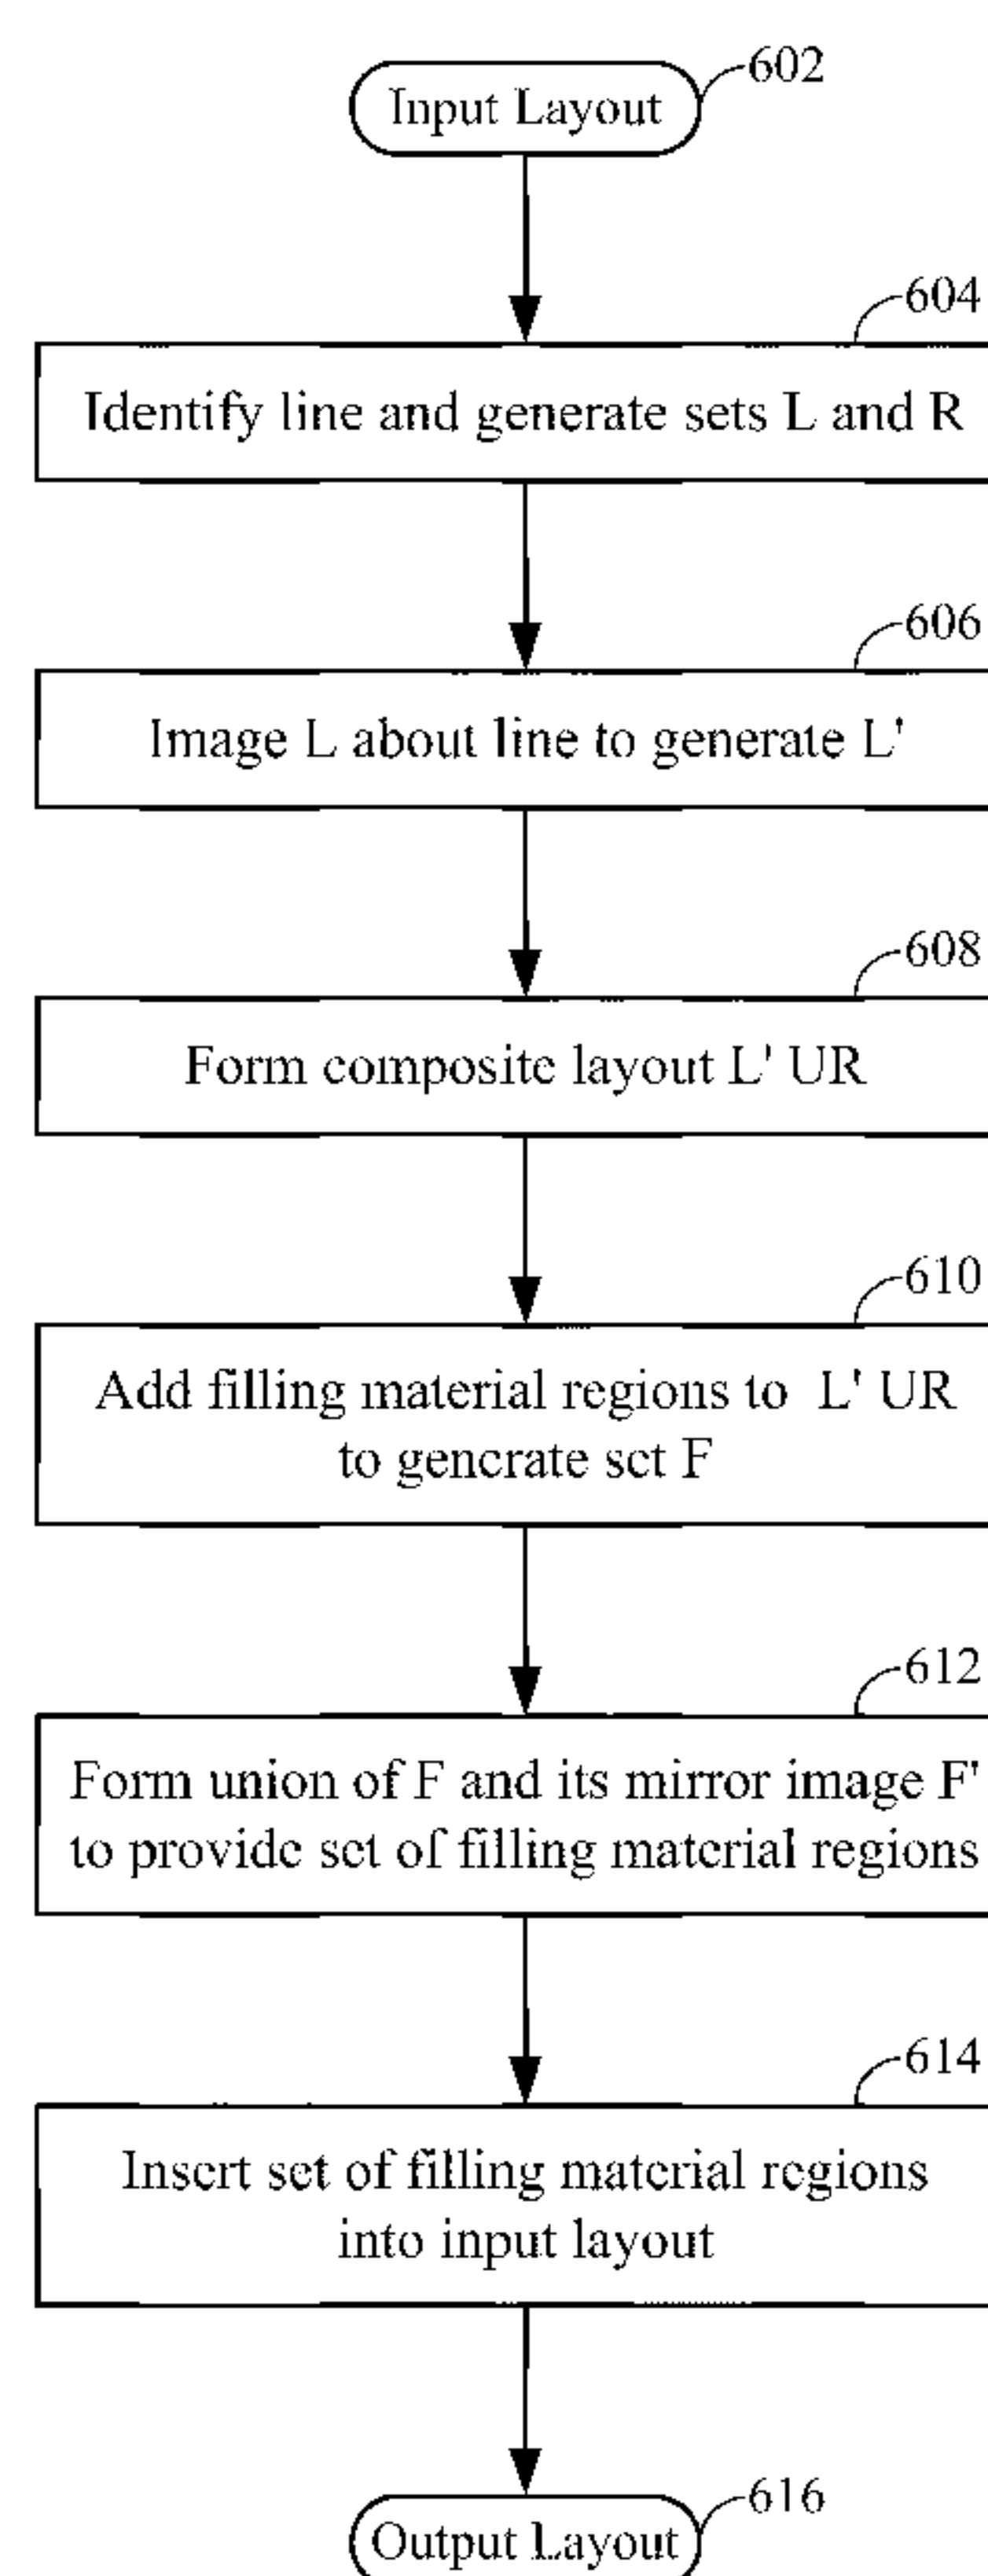 602
Input Layout
604
Identify line and generate sets L and R
606
Image L about line to generate L'
608
Form composite layout L' UR
610
Add filling material regions to L' UR
to generate set F
612
Form union of F and its mirror image F'
to provide set of filling material regions
614
Insert set of filling material regions
into input layout
616
Output Layout